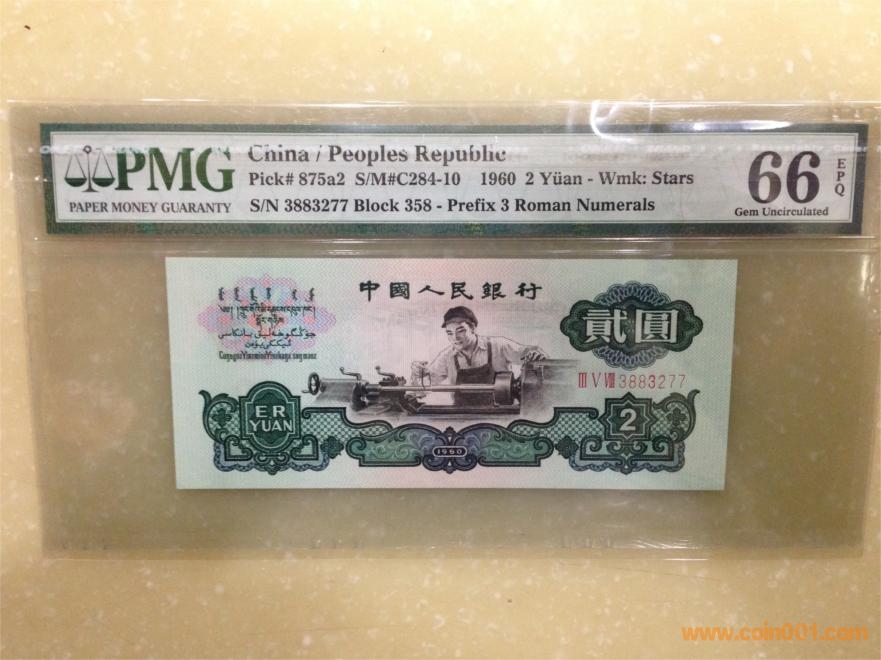 PMG
PAPER MONEY GUARANTY
China / Peoples Republic
Pick# 875a2 S/M#C284-10 1960 2 Yüan - Wmk: Stars
S/N 3883277 Block 358 - Prefix 3 Roman Numerals
66 EPQ
Gem Uncirculated
中國人民銀行
貳圓
III V VIII 3883277
ER
YUAN
1960
2
www.coin001.com